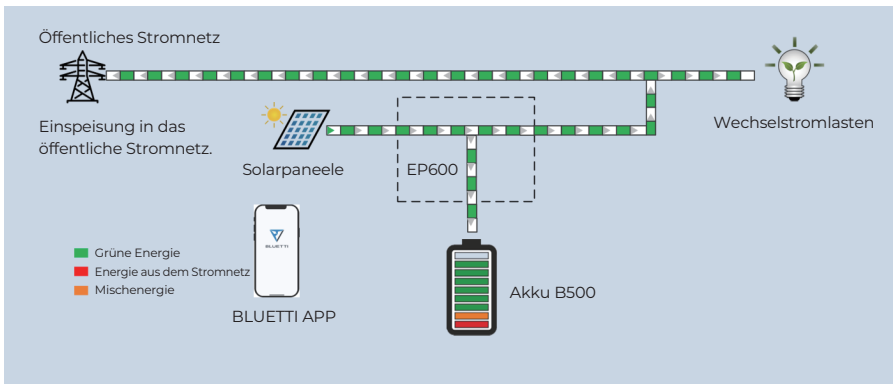 Öffentliches Stromnetz
Einspeisung in das
öffentliche Stromnetz.
Solarpaneele
EP600
Wechselstromlasten
BLUETTI
Grüne Energie
Energie aus dem Stromnetz
Mischenergie
BLUETTI APP
Akku B500